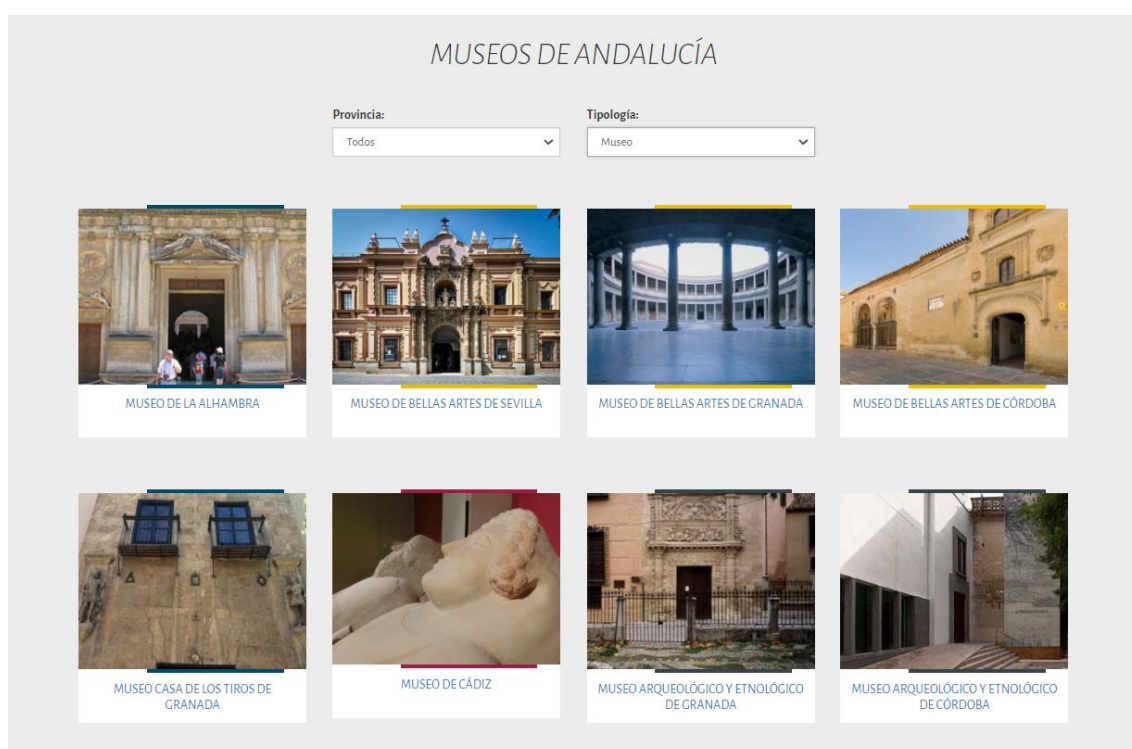 MUSEOS DE ANDALUCÍA
Provincia:
Tipología:
Todos
Museo
MUSEO DE LA ALHAMBRA
MUSEO DE BELLAS ARTES DE SEVILLA
MUSEO DE BELLAS ARTES DE GRANADA
MUSEO DE BELLAS ARTES DE CÓRDOBA
MUSEO CASA DE LOS TIROS DE
GRANADA
MUSEO DE CÁDIZ
MUSEO ARQUEOLÓGICO Y ETNOLÓGICO
DE GRANADA
MUSEO ARQUEOLÓGICO Y ETNOLÓGICO
DE CÓRDOBA